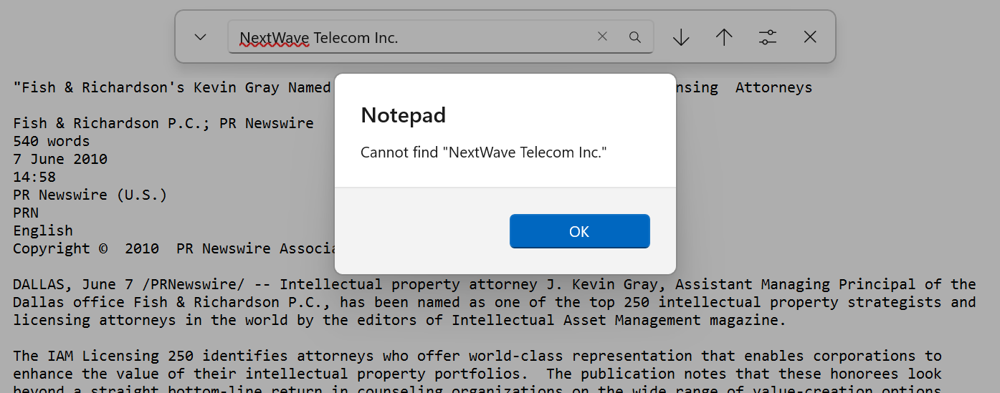 NextWave Telecom Inc.
"Fish & Richardson's Kevin Gray Named
nsing  Attorneys
Notepad
Cannot find "NextWave Telecom Inc."
OK
Fish & Richardson P.C.; PR Newswire
540 words
7 June 2010
14:58
PR Newswire (U.S.)
PRN
English
Copyright ©  2010  PR Newswire Associa
DALLAS, June 7 /PRNewswire/ -- Intellectual property attorney J. Kevin Gray, Assistant Managing Principal of the
Dallas office Fish & Richardson P.C., has been named as one of the top 250 intellectual property strategists and
licensing attorneys in the world by the editors of Intellectual Asset Management magazine.
The IAM Licensing 250 identifies attorneys who offer world-class representation that enables corporations to
enhance the value of their intellectual property portfolios.  The publication notes that these honorees look
beyond a straight bottom-line return in counseling organizations on the wide range of value-creation options